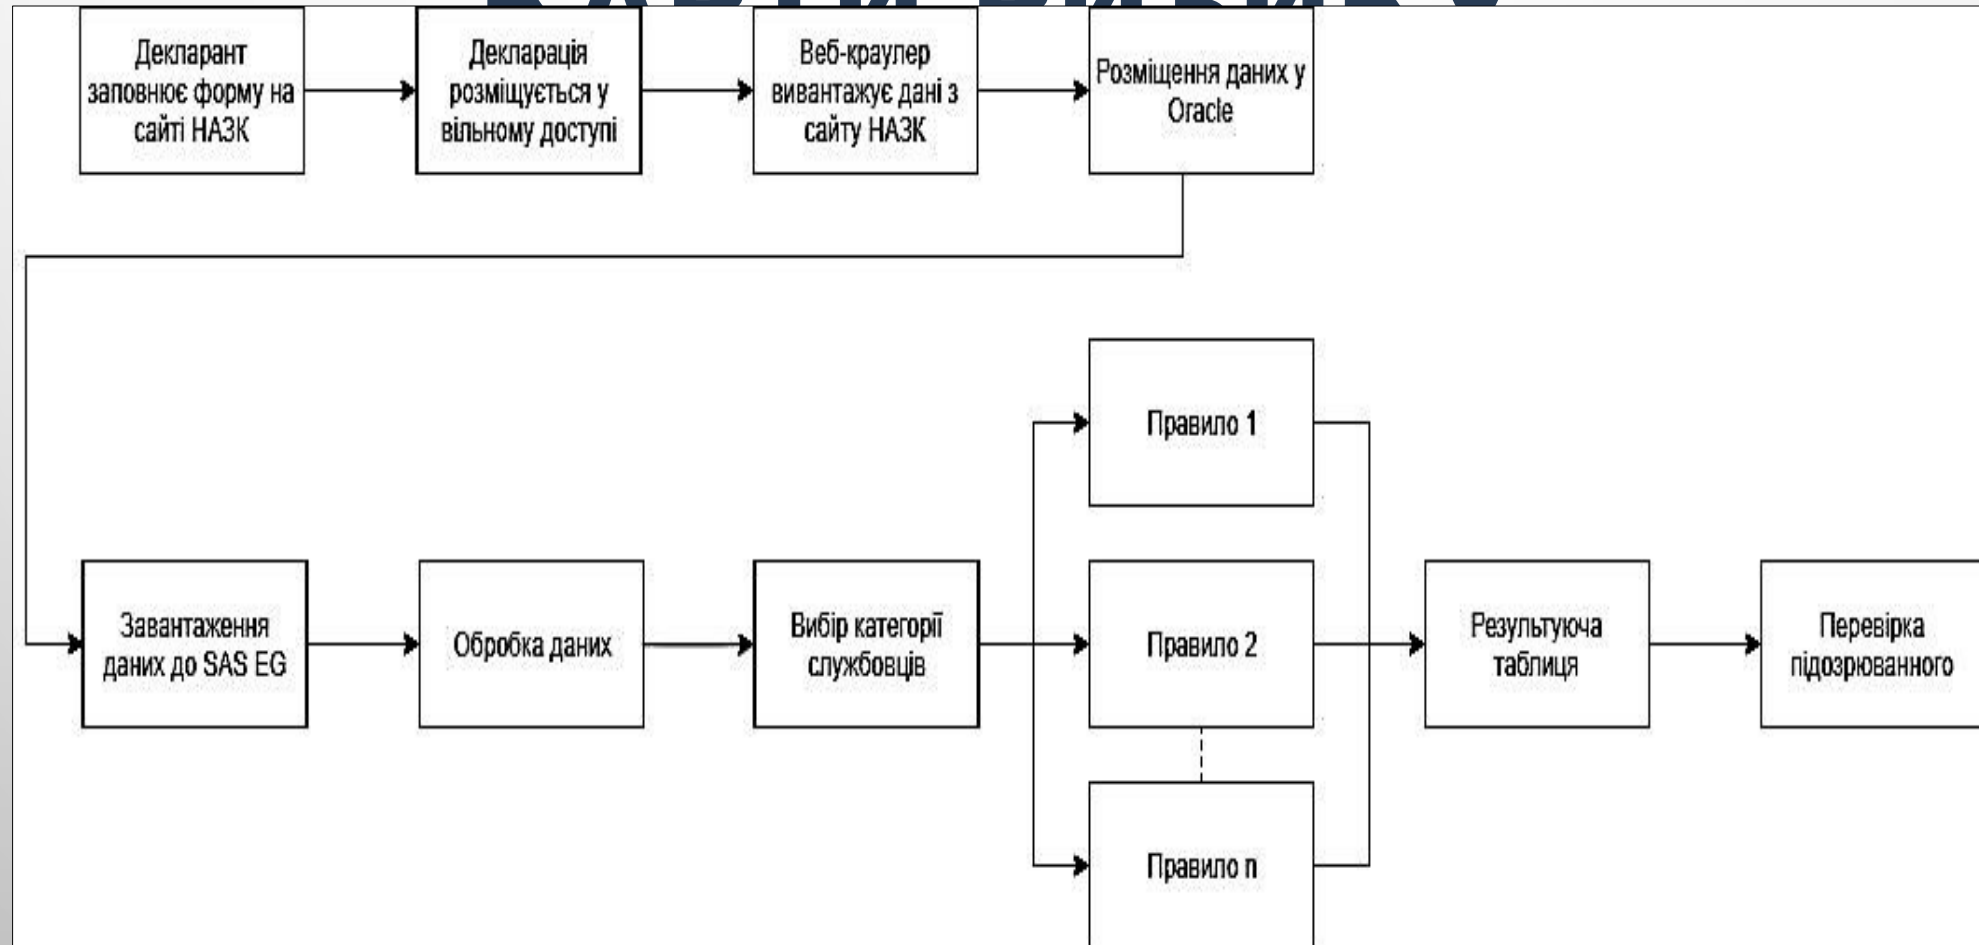 Декларант
заповнює форму на
сайті НАЗК
Декларація
розміщується у
вільному доступі
Веб-краулер
вивантажує дані з
сайту НАЗК
Розміщення даних у
Oracle
Завантаження
даних до SAS EG
Обробка даних
Вибір категорії
службовців
Правило 1
Правило 2
Правило n
Результуюча
таблиця
Перевірка
підозрюванного